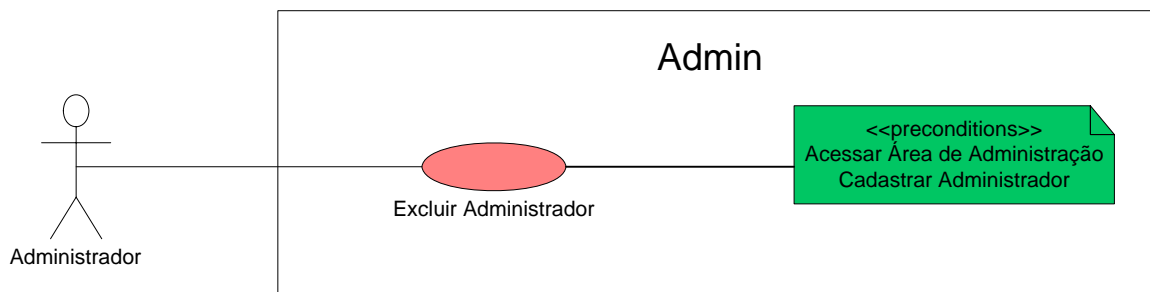 Admin
<<preconditions>>
Acessar Área de Administração
Cadastrar Administrador
Excluir Administrador
Administrador